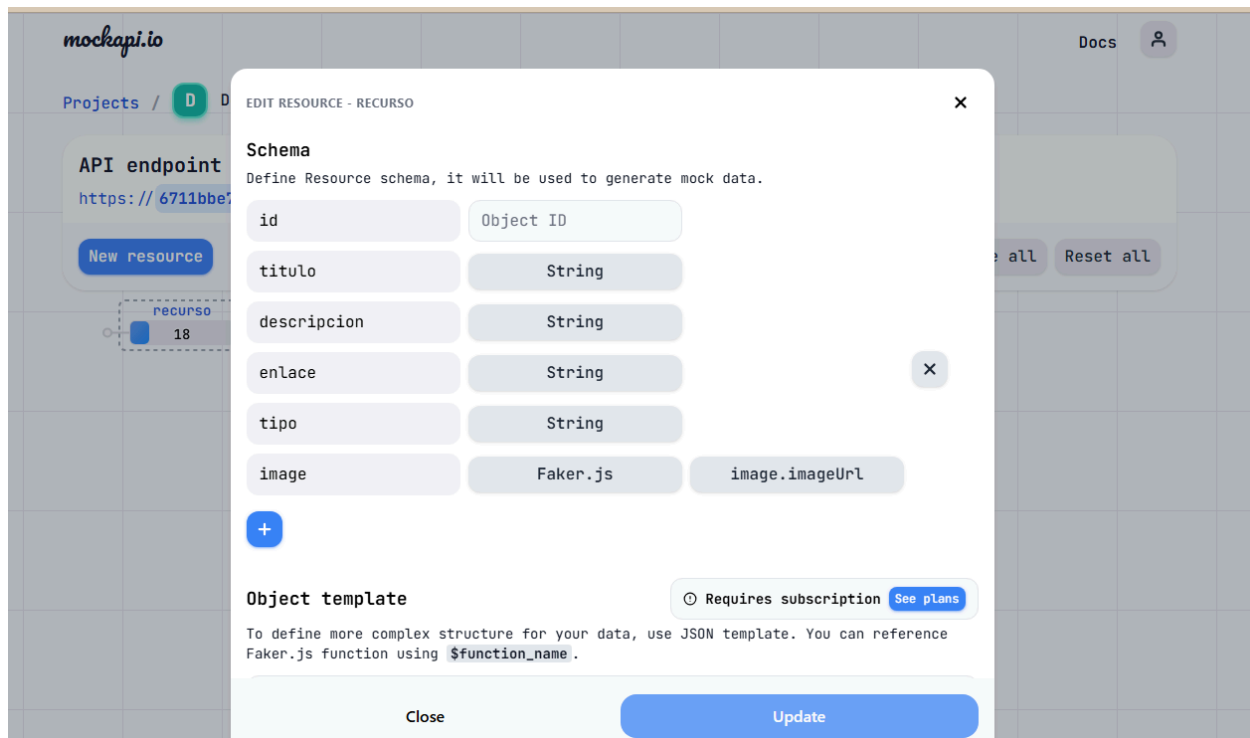 mockapi.io
Docs
Projects / D D
EDIT RESOURCE - RECURSO
Schema
Define Resource schema, it will be used to generate mock data.
API endpoint
https://6711bbe7
New resource
all Reset all
recurso
18
id Object ID
titulo String
descripcion String
enlace String
tipo String
image Faker.js image.imageUrl
Object template
Requires subscription See plans
To define more complex structure for your data, use JSON template. You can reference
Faker.js function using $function_name.
Close Update